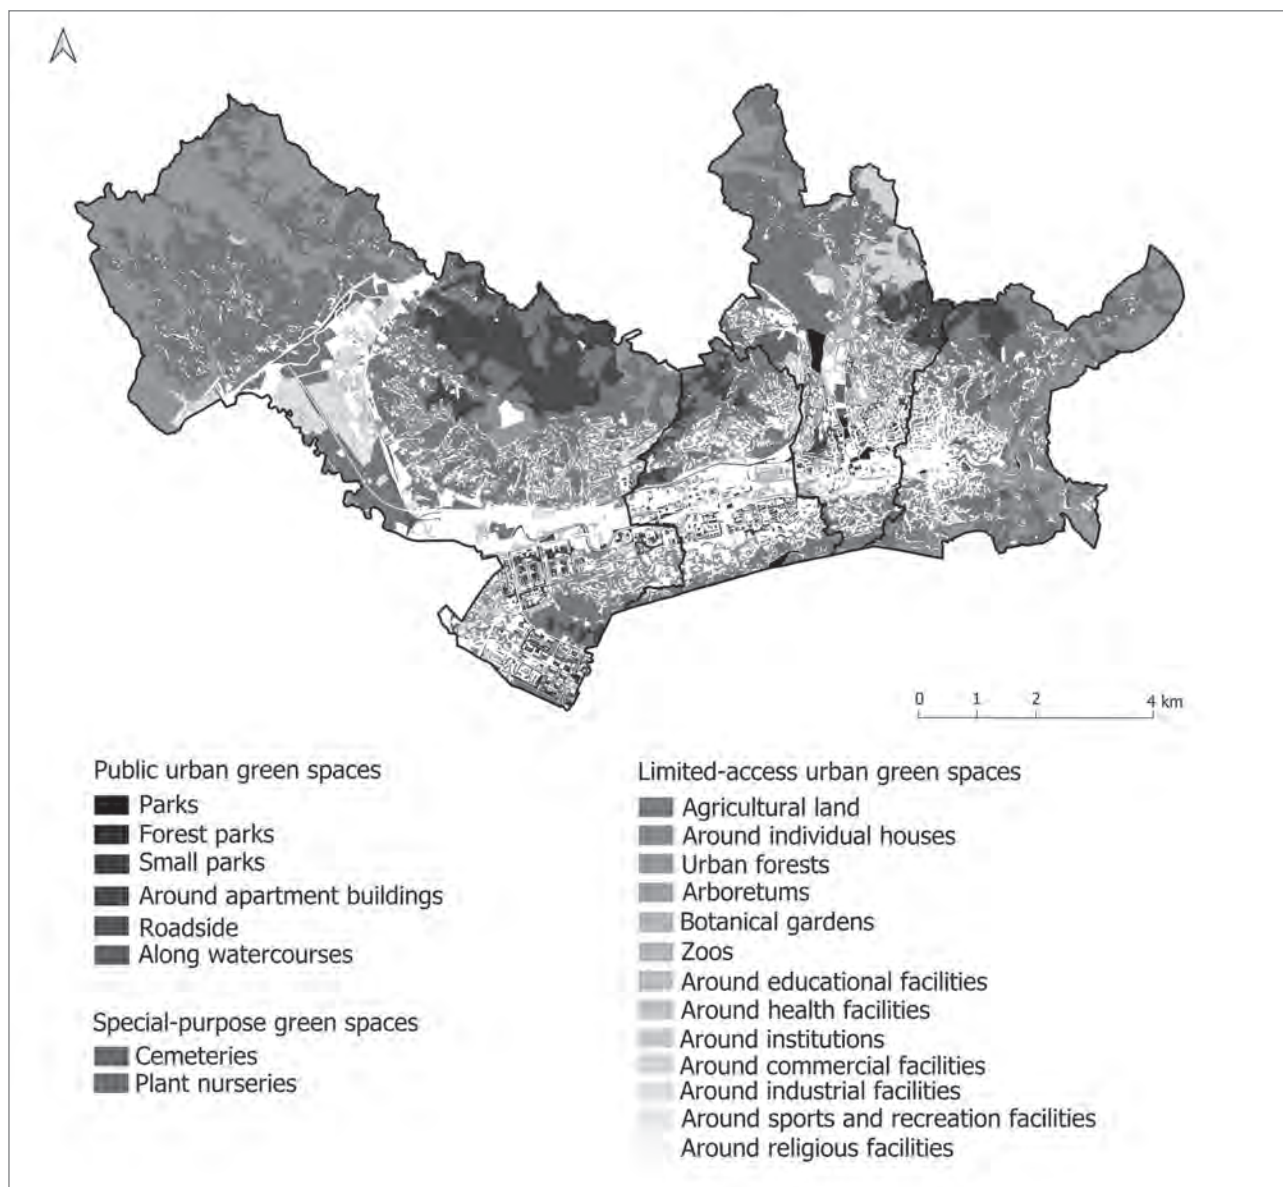 0 1 2 4 km
Public urban green spaces
Parks
Forest parks
Small parks
Around apartment buildings
Roadside
Along watercourses
Special-purpose green spaces
Cemeteries
Plant nurseries
Limited-access urban green spaces
Agricultural land
Around individual houses
Urban forests
Arboretums
Botanical gardens
Zoos
Around educational facilities
Around health facilities
Around institutions
Around commercial facilities
Around industrial facilities
Around sports and recreation facilities
Around religious facilities